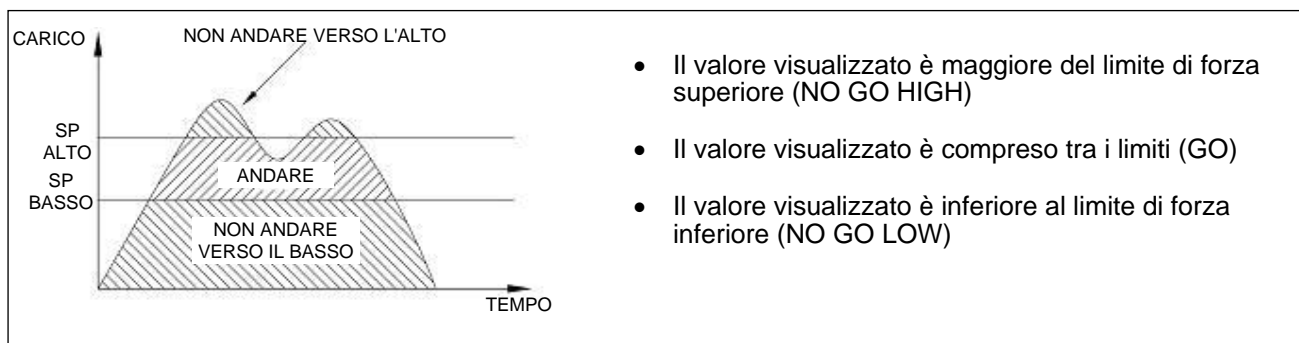 CARICO
NON ANDARE VERSO L'ALTO
SP
ALTO
SP
BASSO
ANDARE
NON ANDARE
VERSO IL BASSO
TEMPO
• Il valore visualizzato è maggiore del limite di forza
superiore (NO GO HIGH)
• Il valore visualizzato è compreso tra i limiti (GO)
• Il valore visualizzato è inferiore al limite di forza
inferiore (NO GO LOW)